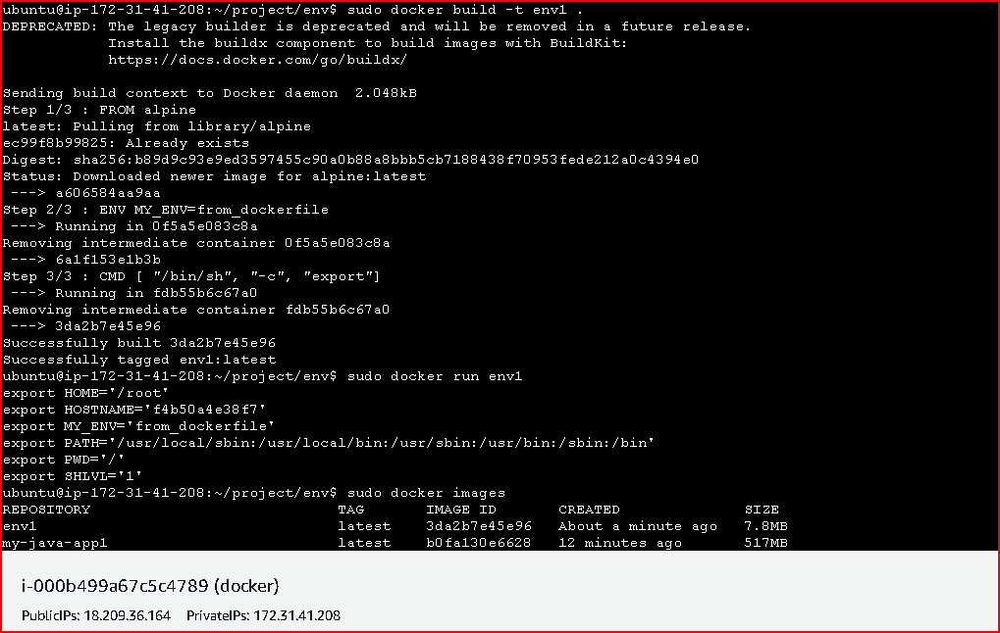 ubuntu@ip-172-31-41-208:~/project/env$ sudo docker build -t env1 .
DEPRECATED: The legacy builder is deprecated and will be removed in a future release.
            Install the buildx component to build images with BuildKit:
            https://docs.docker.com/go/buildx/

Sending build context to Docker daemon  2.048kB
Step 1/3 : FROM alpine
latest: Pulling from library/alpine
ec99f8b99825: Already exists
Digest: sha256:b89d9c93e9ed3597455c90a0b88a8bbb5cb7188438f70953fede212a0c4394e0
Status: Downloaded newer image for alpine:latest
 ---> a606584aa9aa
Step 2/3 : ENV MY_ENV=from_dockerfile
 ---> Running in 0f5a5e083c8a
Removing intermediate container 0f5a5e083c8a
 ---> 6a1f153e1b3b
Step 3/3 : CMD [ "/bin/sh", "-c", "export"]
 ---> Running in fdb55b6c67a0
Removing intermediate container fdb55b6c67a0
 ---> 3da2b7e45e96
Successfully built 3da2b7e45e96
Successfully tagged env1:latest
ubuntu@ip-172-31-41-208:~/project/env$ sudo docker run env1
export HOME='/root'
export HOSTNAME='f4b50a4e38f7'
export MY_ENV='from_dockerfile'
export PATH='/usr/local/sbin:/usr/local/bin:/usr/sbin:/usr/bin:/sbin:/bin'
export PWD='/'
export SHLVL='1'
ubuntu@ip-172-31-41-208:~/project/env$ sudo docker images
REPOSITORY                            TAG       IMAGE ID       CREATED              SIZE
env1                                  latest    3da2b7e45e96   About a minute ago   7.8MB
my-java-app1                          latest    b0fa130e6628   12 minutes ago       517MB
i-000b499a67c5c4789 (docker)
PublicIPs: 18.209.36.164    PrivateIPs: 172.31.41.208